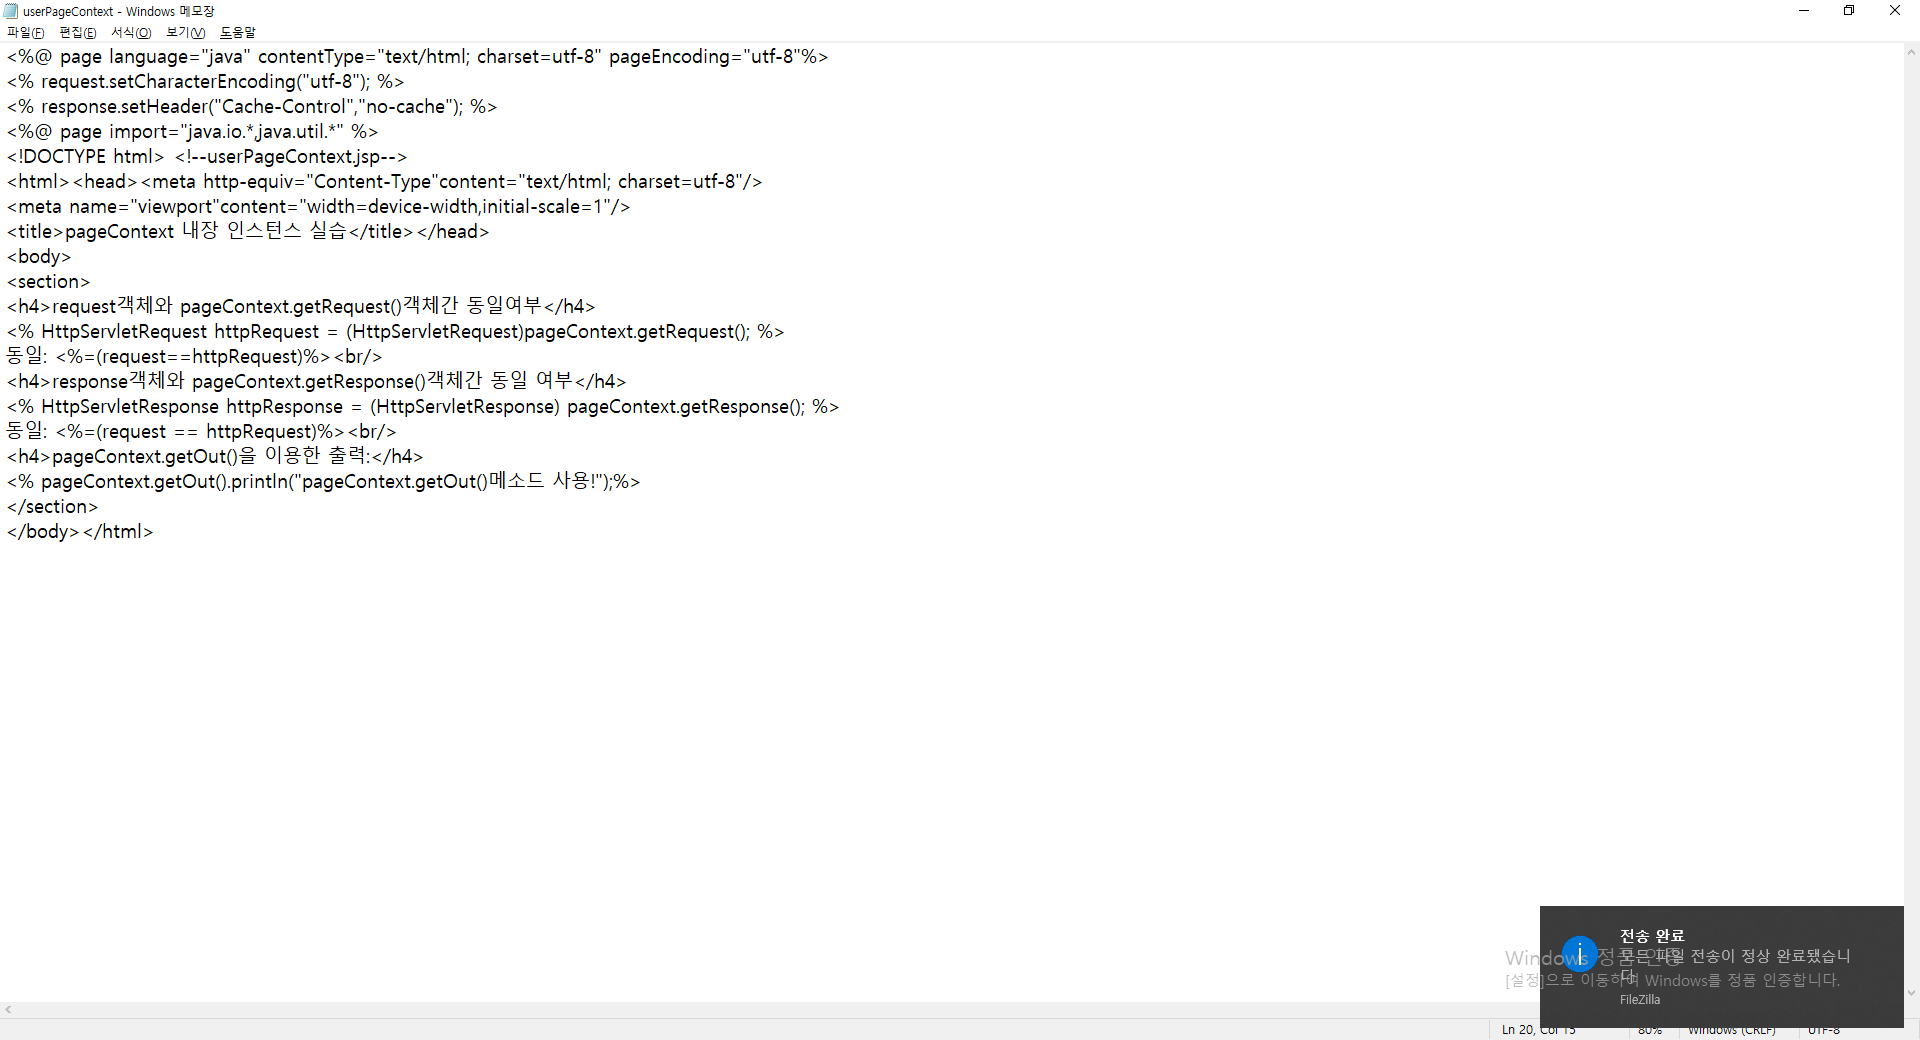 userPageContext - Windows 메모장
파일(F) 편집(E) 서식(O) 보기(V) 도움말
<%@ page language="java" contentType="text/html; charset=utf-8" pageEncoding="utf-8"%>
<% request.setCharacterEncoding("utf-8"); %>
<% response.setHeader("Cache-Control","no-cache"); %>
<%@ page import="java.io.*,java.util.*" %>
<!DOCTYPE html> <!--userPageContext.jsp-->
<html><head><meta http-equiv="Content-Type"content="text/html; charset=utf-8"/>
<meta name="viewport"content="width=device-width,initial-scale=1"/>
<title>pageContext 내장 인스턴스 실습</title></head>
<body>
<section>
<h4>request객체와 pageContext.getRequest()객체간 동일여부</h4>
<% HttpServletRequest httpRequest = (HttpServletRequest)pageContext.getRequest(); %>
동일: <%=(request==httpRequest)%><br/>
<h4>response객체와 pageContext.getResponse()객체간 동일 여부</h4>
<% HttpServletResponse httpResponse = (HttpServletResponse) pageContext.getResponse(); %>
동일: <%=(request == httpRequest)%><br/>
<h4>pageContext.getOut()을 이용한 출력:</h4>
<% pageContext.getOut().println("pageContext.getOut()메소드 사용!");%>
</section>
</body></html>
전송 완료
모든 파일 전송이 정상 완료됐습니
다.
FileZilla
Windows 정품 인증
[설정]으로 이동하여 Windows를 정품 인증합니다.
Ln 20, Col 15 80% Windows (CRLF) UTF-8